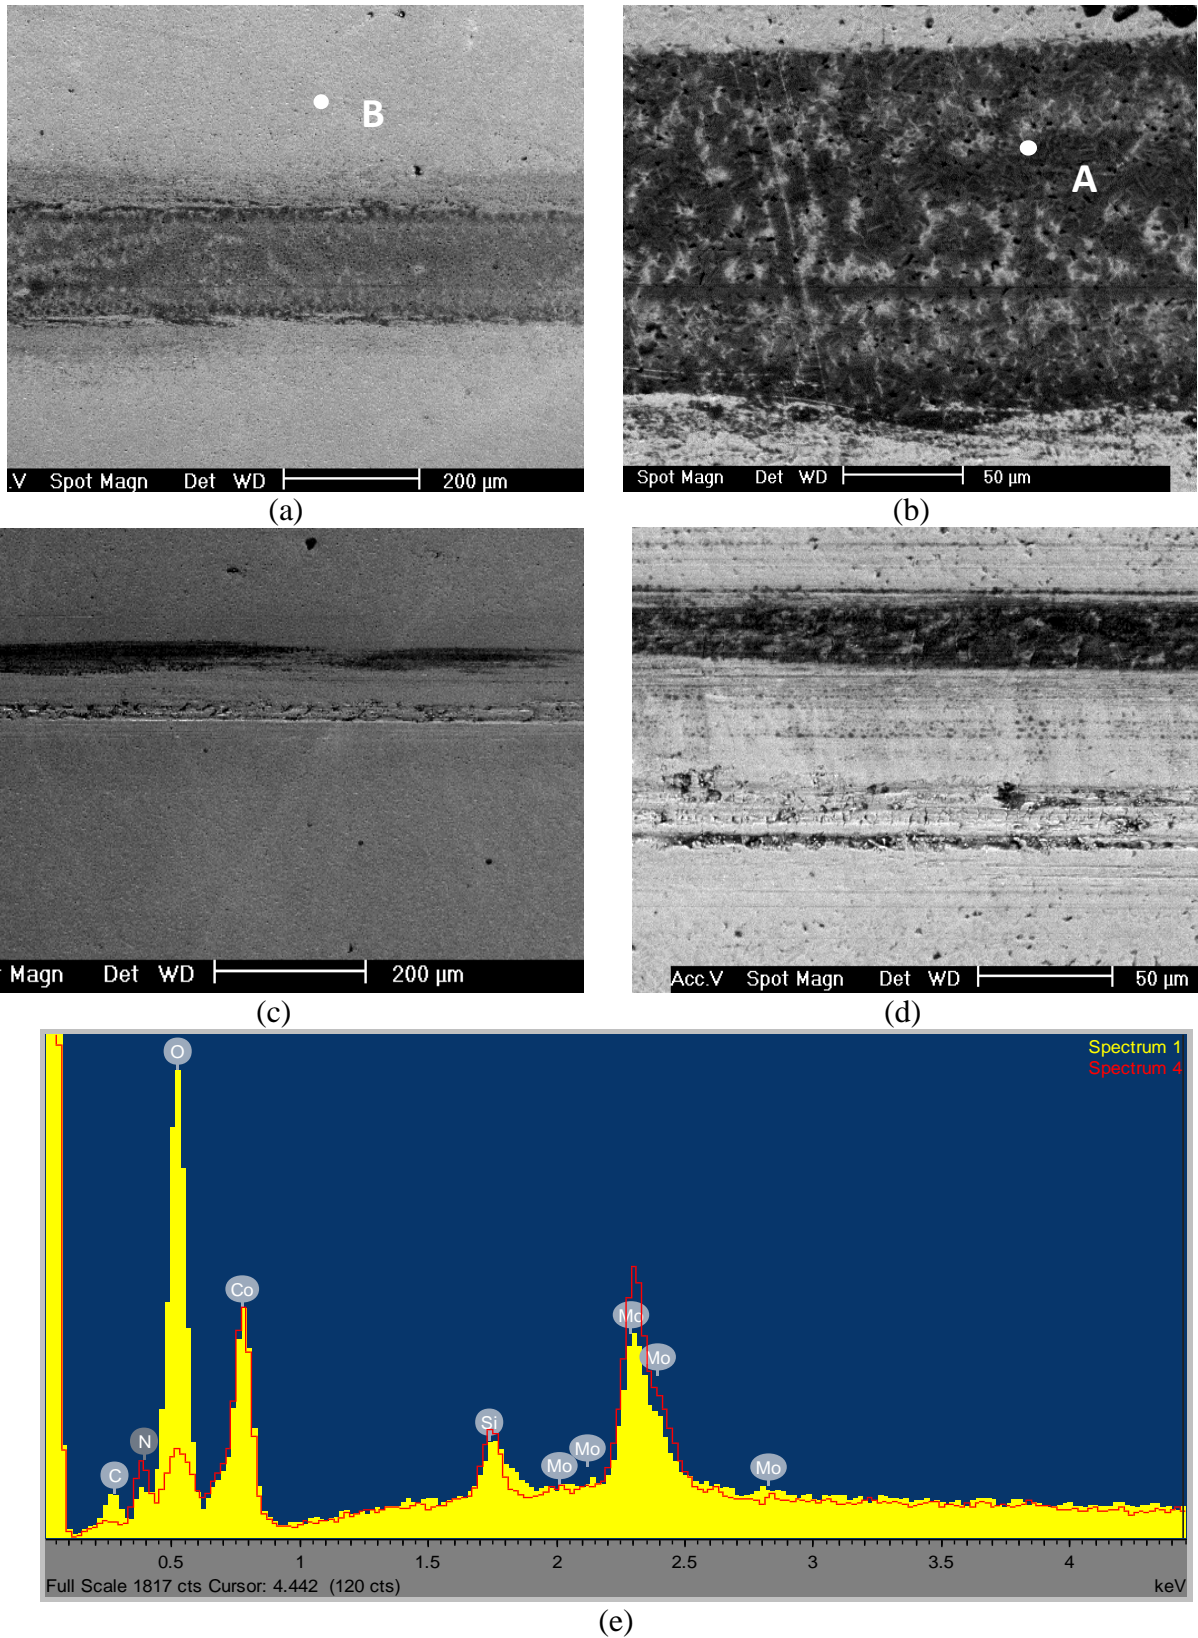 B
A
.V Spot Magn Det WD 200 µm
Spot Magn Det WD 50 µm
(a)
(b)
Magn Det WD 200 µm
Acc.V Spot Magn Det WD 50 µm
(c)
(d)
Spectrum 1
Spectrum 4
O
Co
Mo
Mo
Si
N
C
Mo
Mo
Mo
0.5 1 1.5 2 2.5 3 3.5 4
Full Scale 1817 cts Cursor: 4.442 (120 cts) keV
(e)